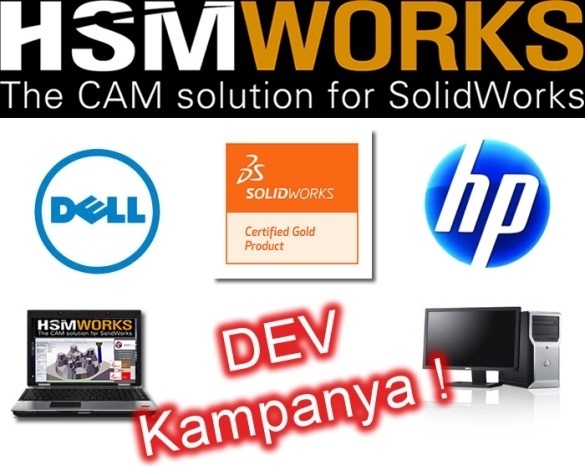 HSMWORKS
The CAM solution for SolidWorks
DELL
SOLIDWORKS
Certified Gold
Product
hp
HSMWORKS
The CAM solution for SolidWorks
DEV
Kampanya !